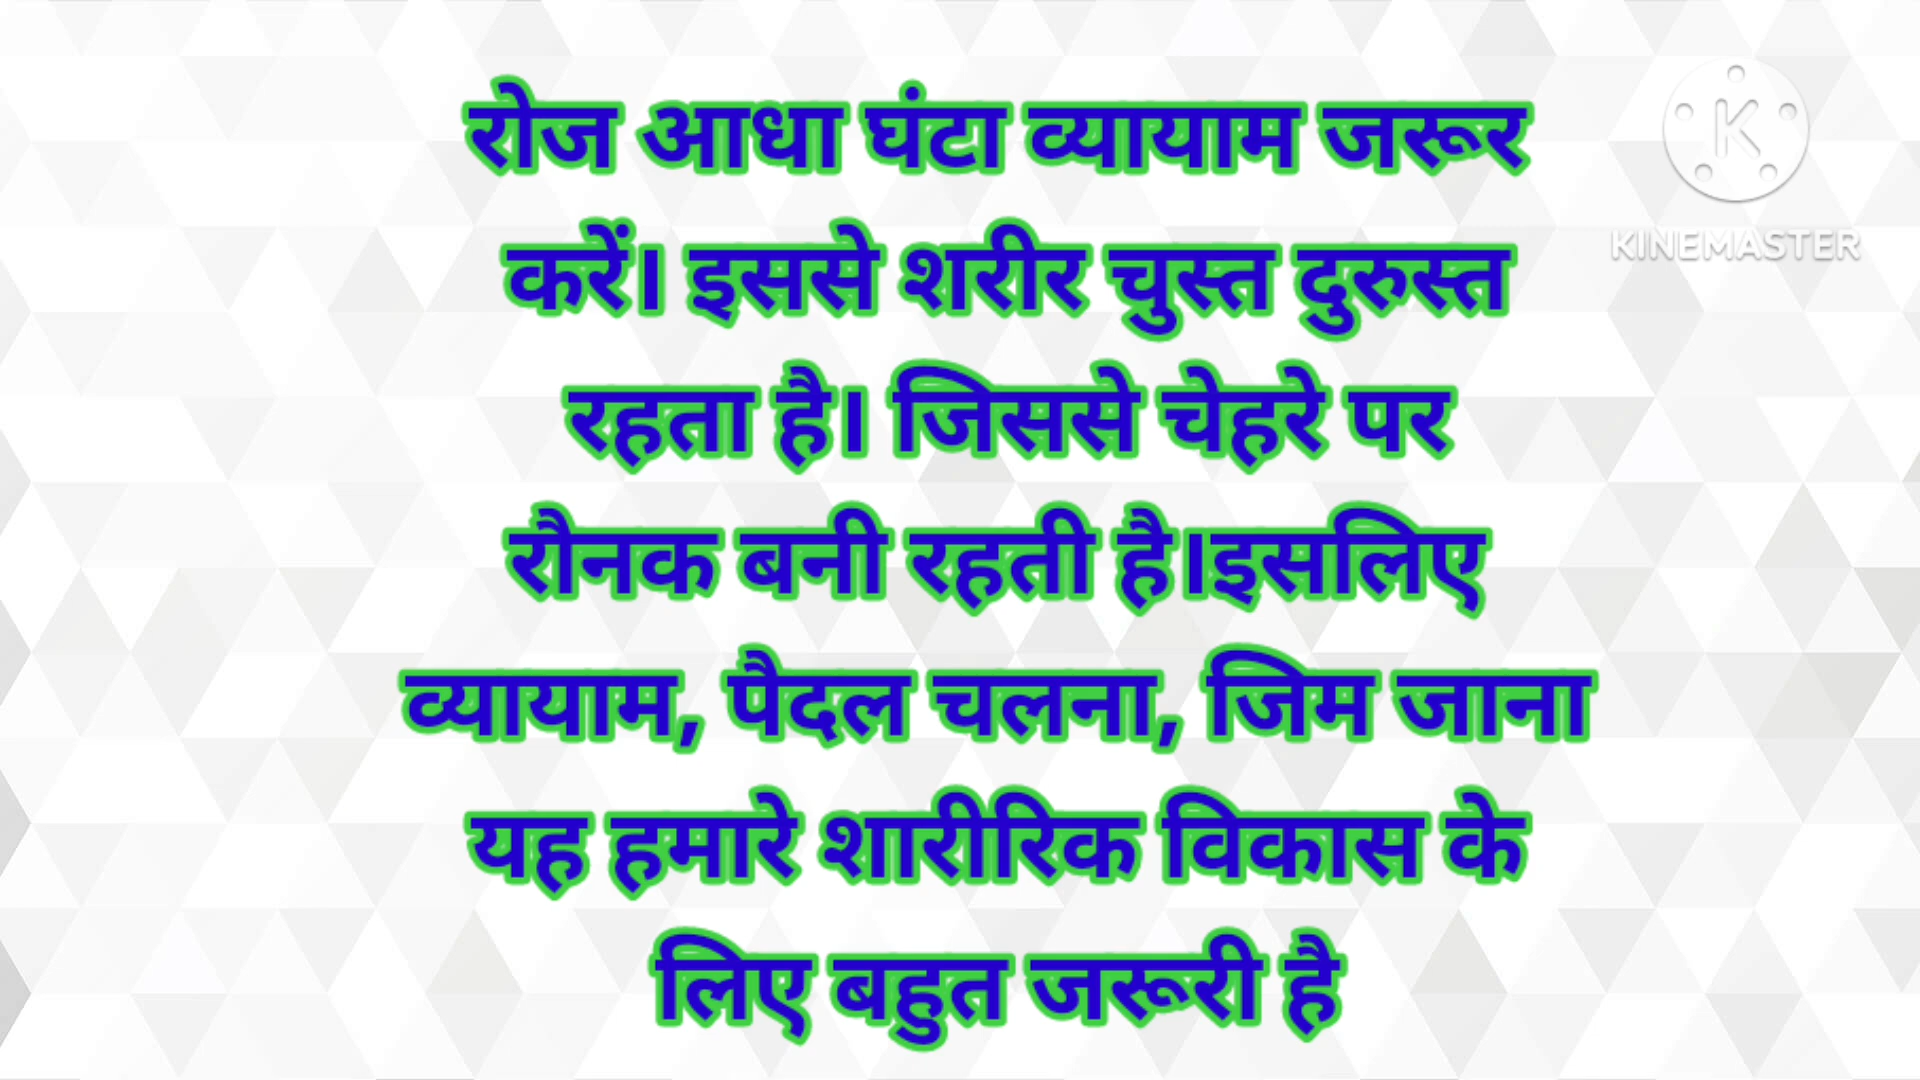 रोज आधा घंटा व्यायाम जरूर
करें। इससे शरीर चुस्त दुरुस्त
रहता है। जिससे चेहरे पर
रौनक बनी रहती है।इसलिए
व्यायाम, पैदल चलना, जिम जाना
यह हमारे शारीरिक विकास के
लिए बहुत जरूरी है
K
KINEMASTER